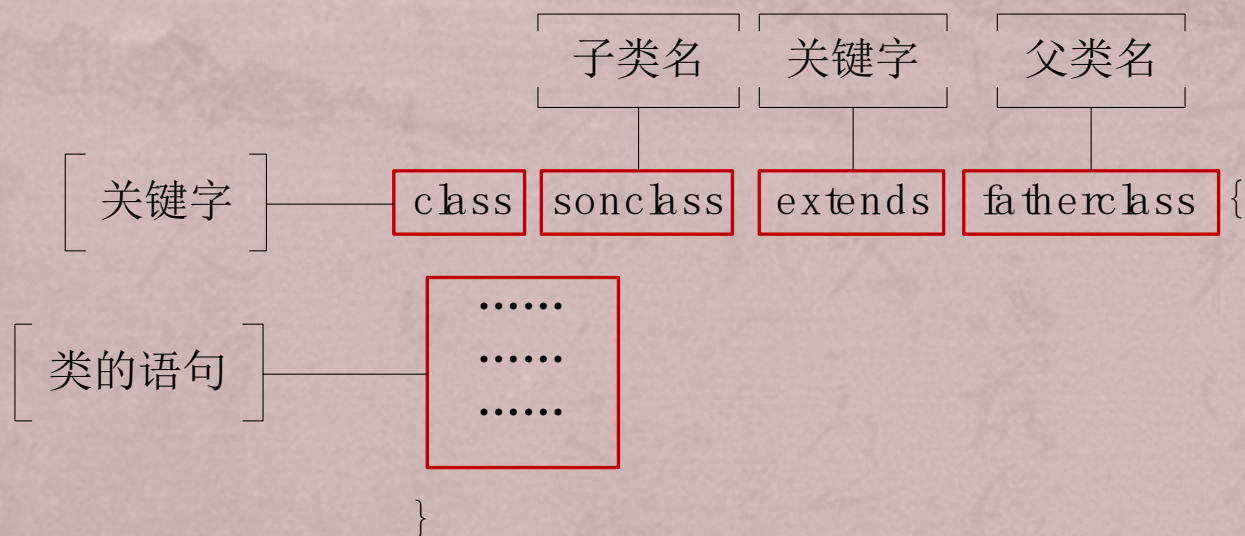 子类名 关键字 父类名
关键字 class sonclass extends fatherclass {
……
类的语句 ……
……
}